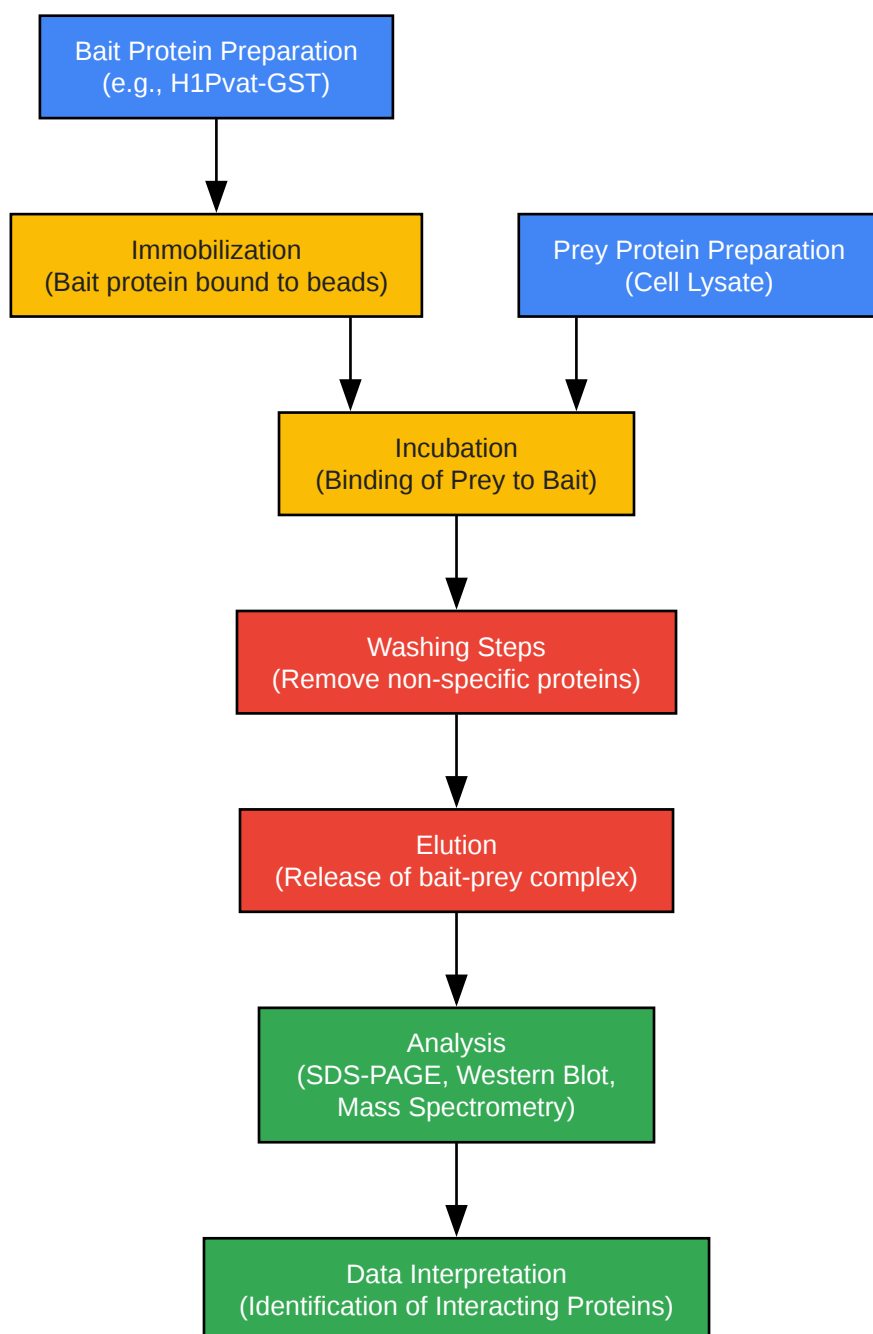 Bait Protein Preparation
(e.g., H1Pvat-GST)
Immobilization
(Bait protein bound to beads)
Prey Protein Preparation
(Cell Lysate)
Incubation
(Binding of Prey to Bait)
Washing Steps
(Remove non-specific proteins)
Elution
(Release of bait-prey complex)
Analysis
(SDS-PAGE, Western Blot,
Mass Spectrometry)
Data Interpretation
(Identification of Interacting Proteins)